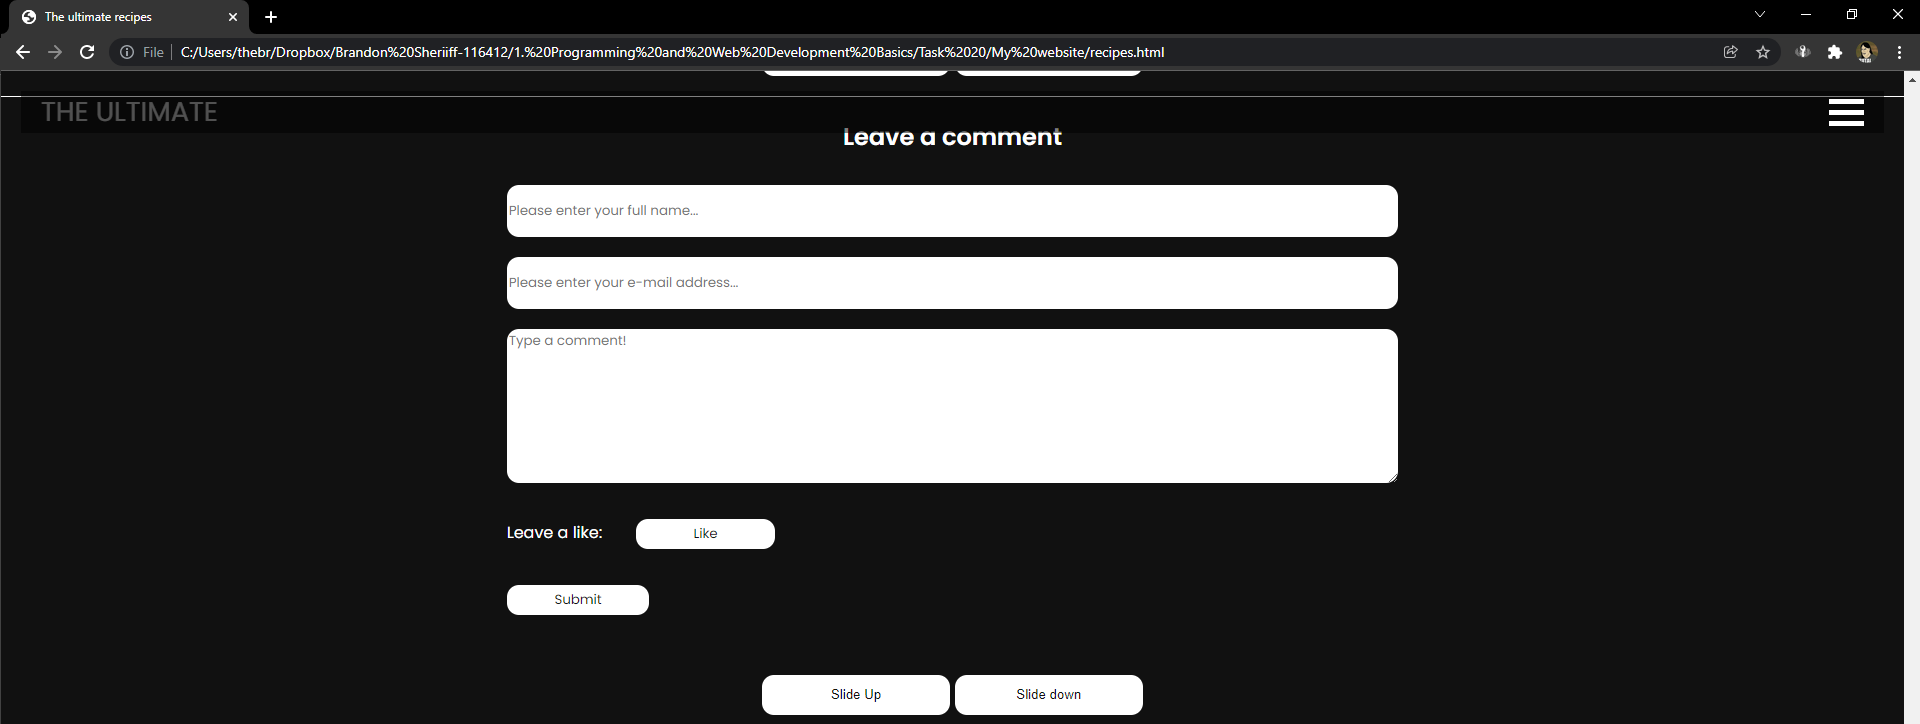 The ultimate recipes
File C:/Users/thebr/Dropbox/Brandon%20Sheriiff-116412/1.%20Programming%20and%20Web%20Development%20Basics/Task%2020/My%20website/recipes.html
THE ULTIMATE
Leave a comment
Please enter your full name...
Please enter your e-mail address...
Type a comment!
Leave a like: Like
Submit
Slide Up Slide down